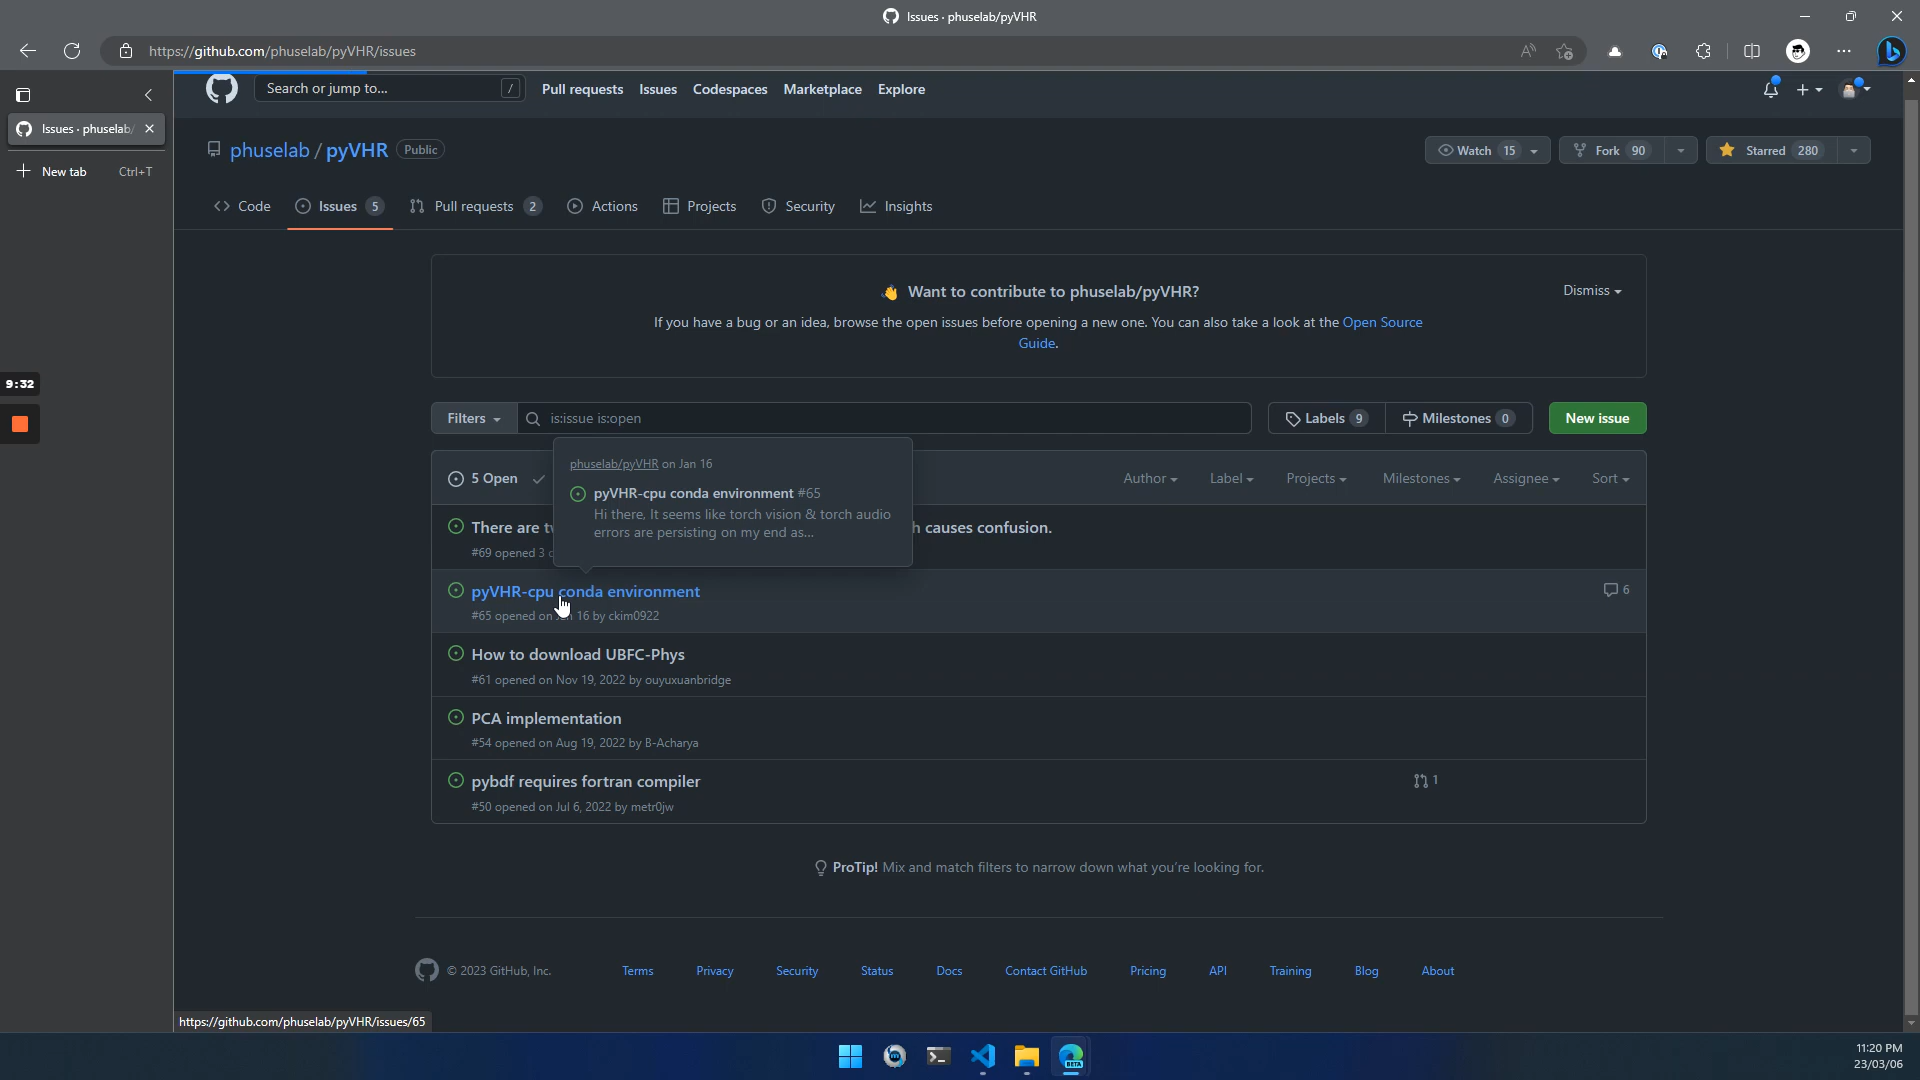 Issues · phuselab/pyVHR
https://github.com/phuselab/pyVHR/issues
Issues · phuselab/
New tab Ctrl+T
9:32
Search or jump to... /
Pull requests Issues Codespaces Marketplace Explore
phuselab / pyVHR Public
Watch 15 Fork 90 Starred 280
Code Issues 5 Pull requests 2 Actions Projects Security Insights
👋 Want to contribute to phuselab/pyVHR?
Dismiss
If you have a bug or an idea, browse the open issues before opening a new one. You can also take a look at the Open Source
Guide.
Filters is:issue is:open Labels 9 Milestones 0 New issue
phuselab/pyVHR on Jan 16
pyVHR-cpu conda environment #65
Hi there, It seems like torch vision & torch audio
errors are persisting on my end as...
5 Open Author Label Projects Milestones Assignee Sort
There are causes confusion.
#69 opened 3
pyVHR-cpu conda environment 6
#65 opened on 16 by ckim0922
How to download UBFC-Phys
#61 opened on Nov 19, 2022 by ouyuxuanbridge
PCA implementation
#54 opened on Aug 19, 2022 by B-Acharya
pybdf requires fortran compiler 1
#50 opened on Jul 6, 2022 by metr0jw
ProTip! Mix and match filters to narrow down what you're looking for.
© 2023 GitHub, Inc. Terms Privacy Security Status Docs Contact GitHub Pricing API Training Blog About
https://github.com/phuselab/pyVHR/issues/65
BETA
11:20 PM
23/03/06